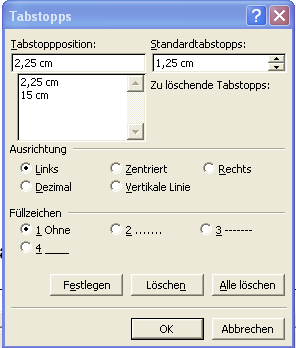 Tabstopps
Tabstoppposition: Standardtabstopps:
2,25 cm 1,25 cm
2,25 cm Zu löschende Tabstopps:
15 cm
Ausrichtung
Links Zentriert Rechts
Dezimal Vertikale Linie
Füllzeichen
1 Ohne 2 ....... 3 -------
4 ____
Festlegen Löschen Alle löschen
OK Abbrechen